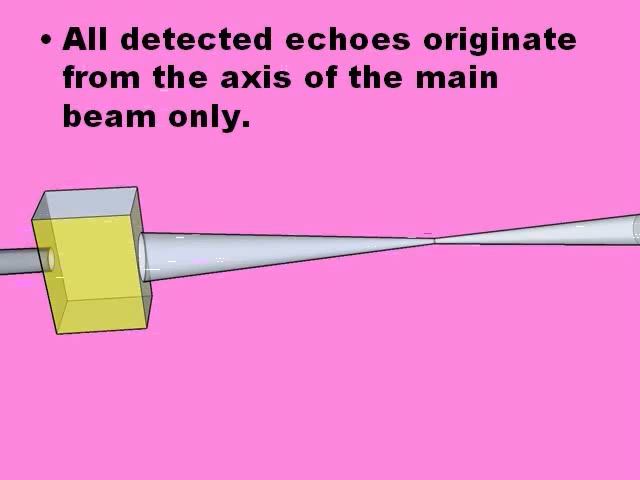 • All detected echoes originate
from the axis of the main
beam only.